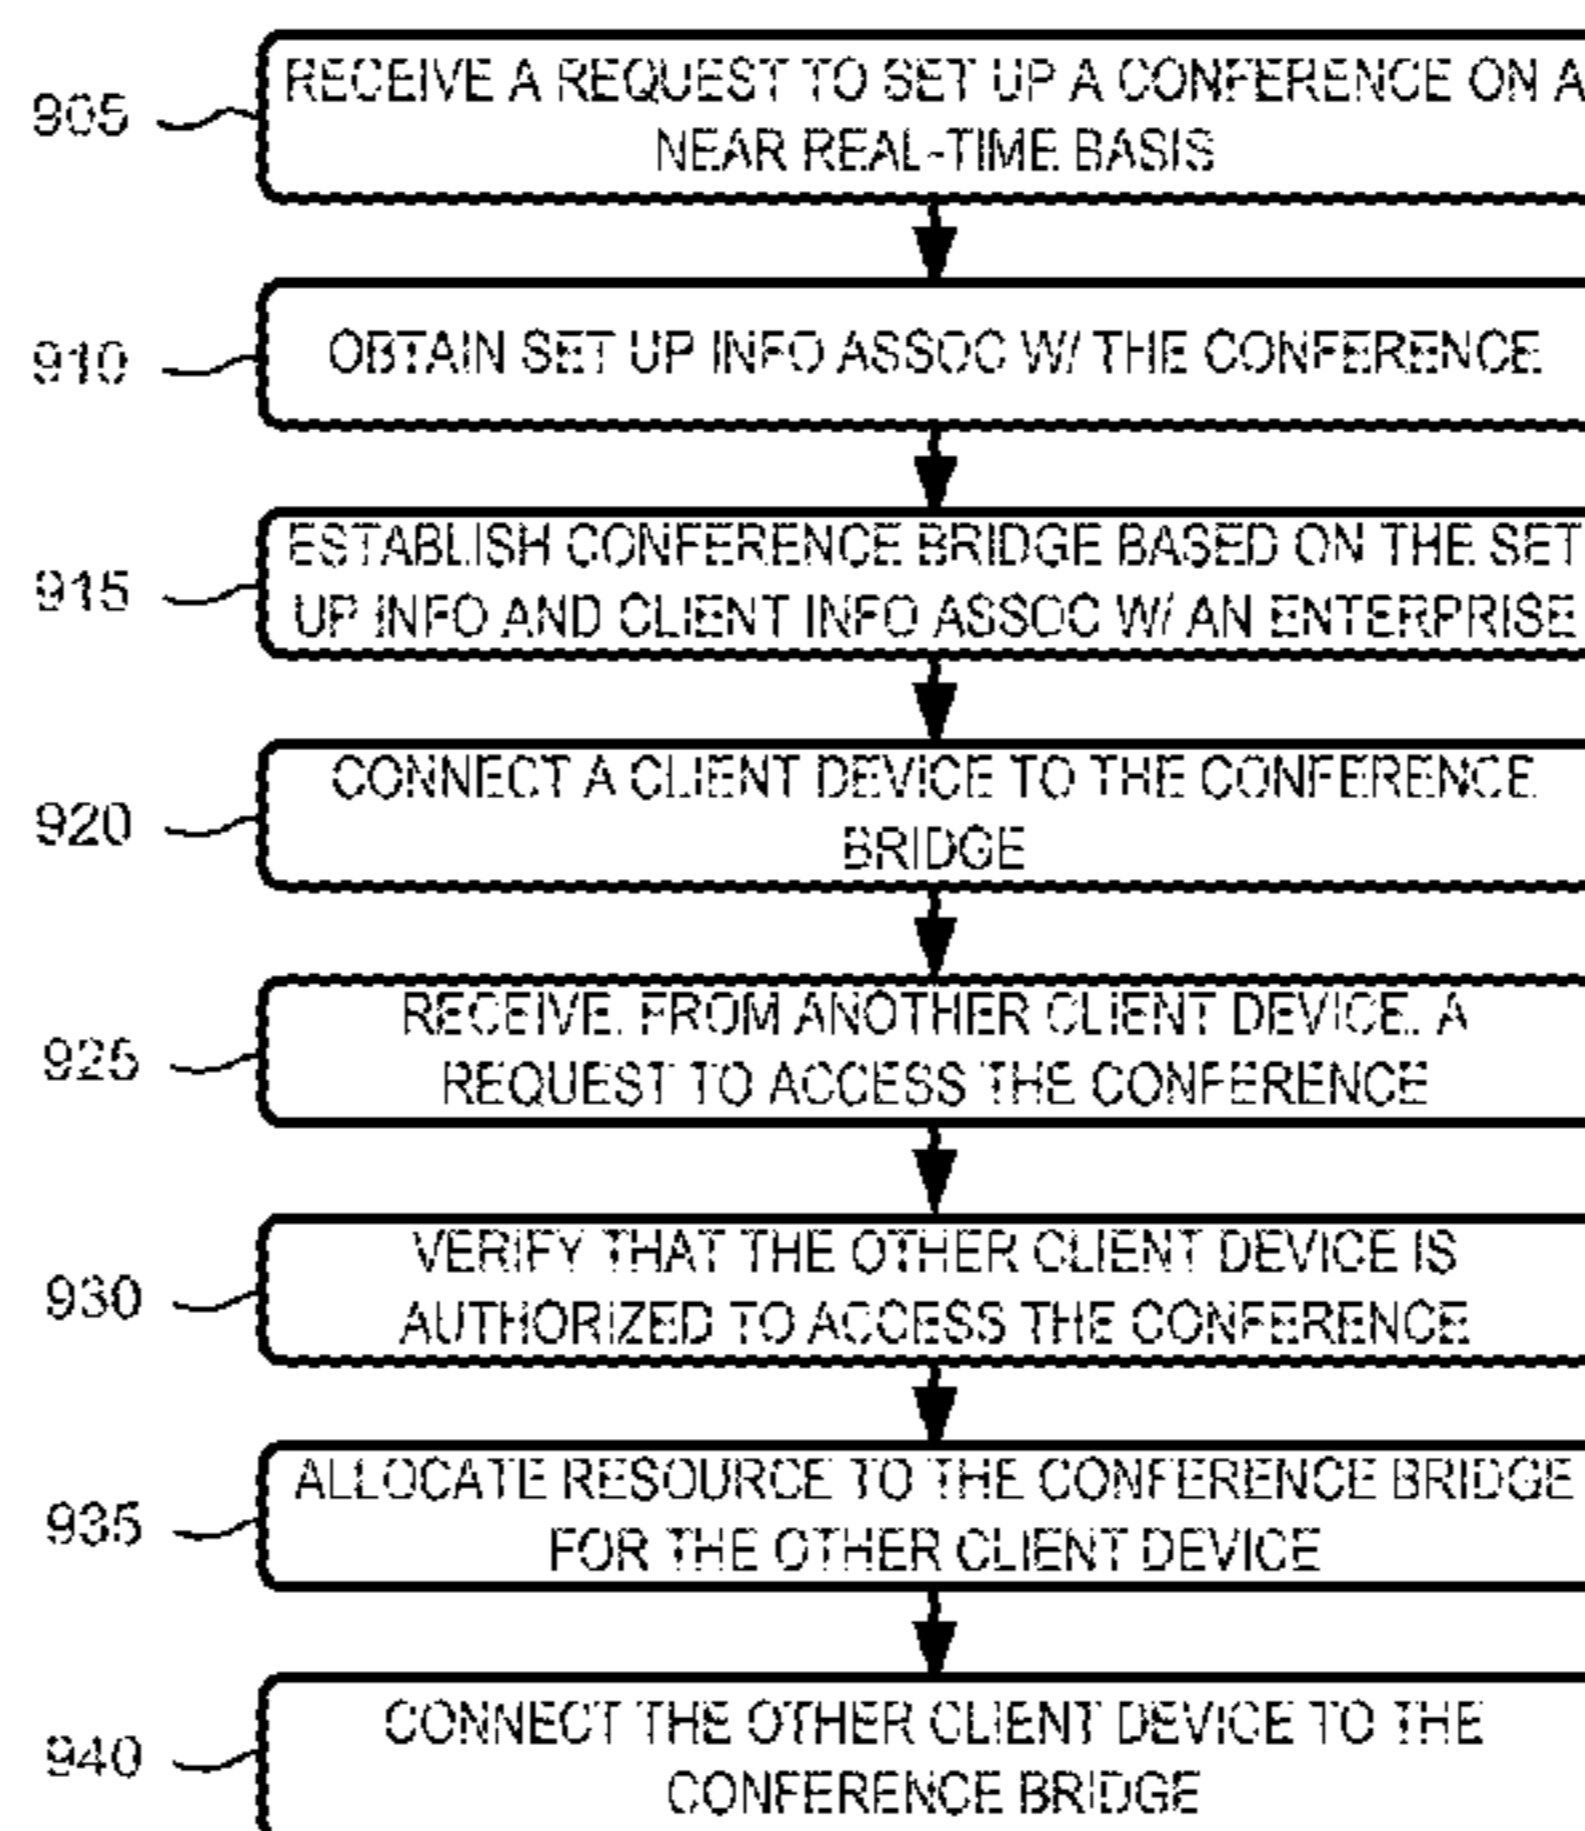 905
RECEIVE A REQUEST TO SET UP A CONFERENCE ON A
NEAR REAL-TIME BASIS
910
OBTAIN SET UP INFO ASSOC W/ THE CONFERENCE
915
ESTABLISH CONFERENCE BRIDGE BASED ON THE SET
UP INFO AND CLIENT INFO ASSOC W/ AN ENTERPRISE
920
CONNECT A CLIENT DEVICE TO THE CONFERENCE
BRIDGE
925
RECEIVE, FROM ANOTHER CLIENT DEVICE, A
REQUEST TO ACCESS THE CONFERENCE
930
VERIFY THAT THE OTHER CLIENT DEVICE IS
AUTHORIZED TO ACCESS THE CONFERENCE
935
ALLOCATE RESOURCE TO THE CONFERENCE BRIDGE
FOR THE OTHER CLIENT DEVICE
940
CONNECT THE OTHER CLIENT DEVICE TO THE
CONFERENCE BRIDGE